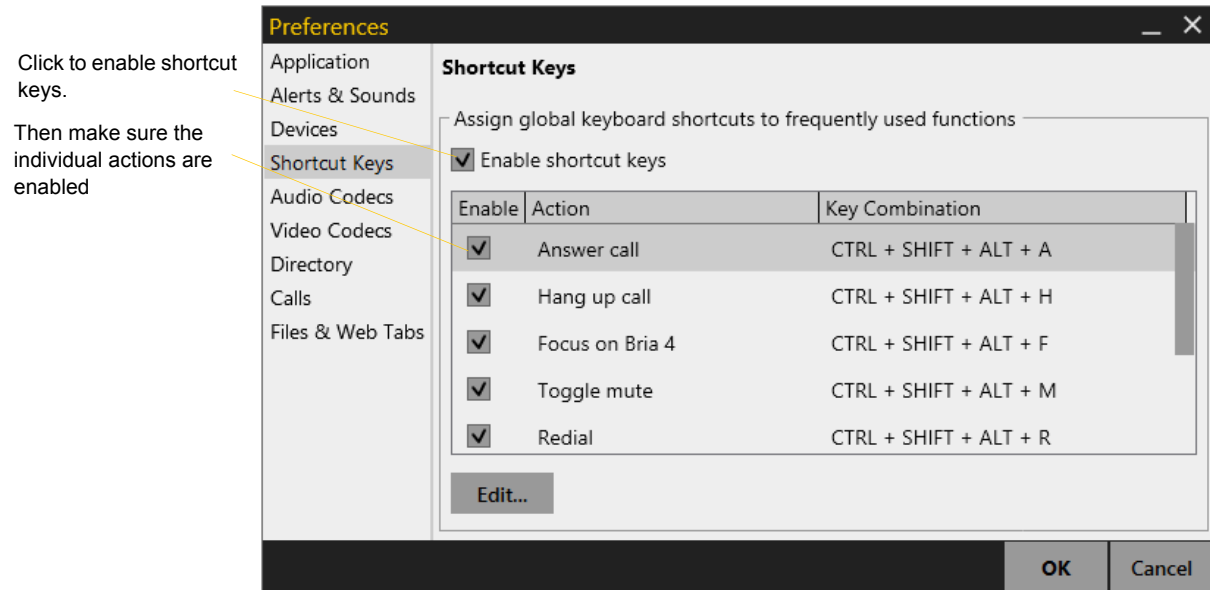 Preferences
Click to enable shortcut
keys.
Then make sure the
individual actions are
enabled
Application
Alerts & Sounds
Devices
Shortcut Keys
Audio Codecs
Video Codecs
Directory
Calls
Files & Web Tabs
Shortcut Keys
Assign global keyboard shortcuts to frequently used functions
Enable shortcut keys
Enable Action Key Combination
Answer call CTRL + SHIFT + ALT + A
Hang up call CTRL + SHIFT + ALT + H
Focus on Bria 4 CTRL + SHIFT + ALT + F
Toggle mute CTRL + SHIFT + ALT + M
Redial CTRL + SHIFT + ALT + R
Edit...
OK Cancel